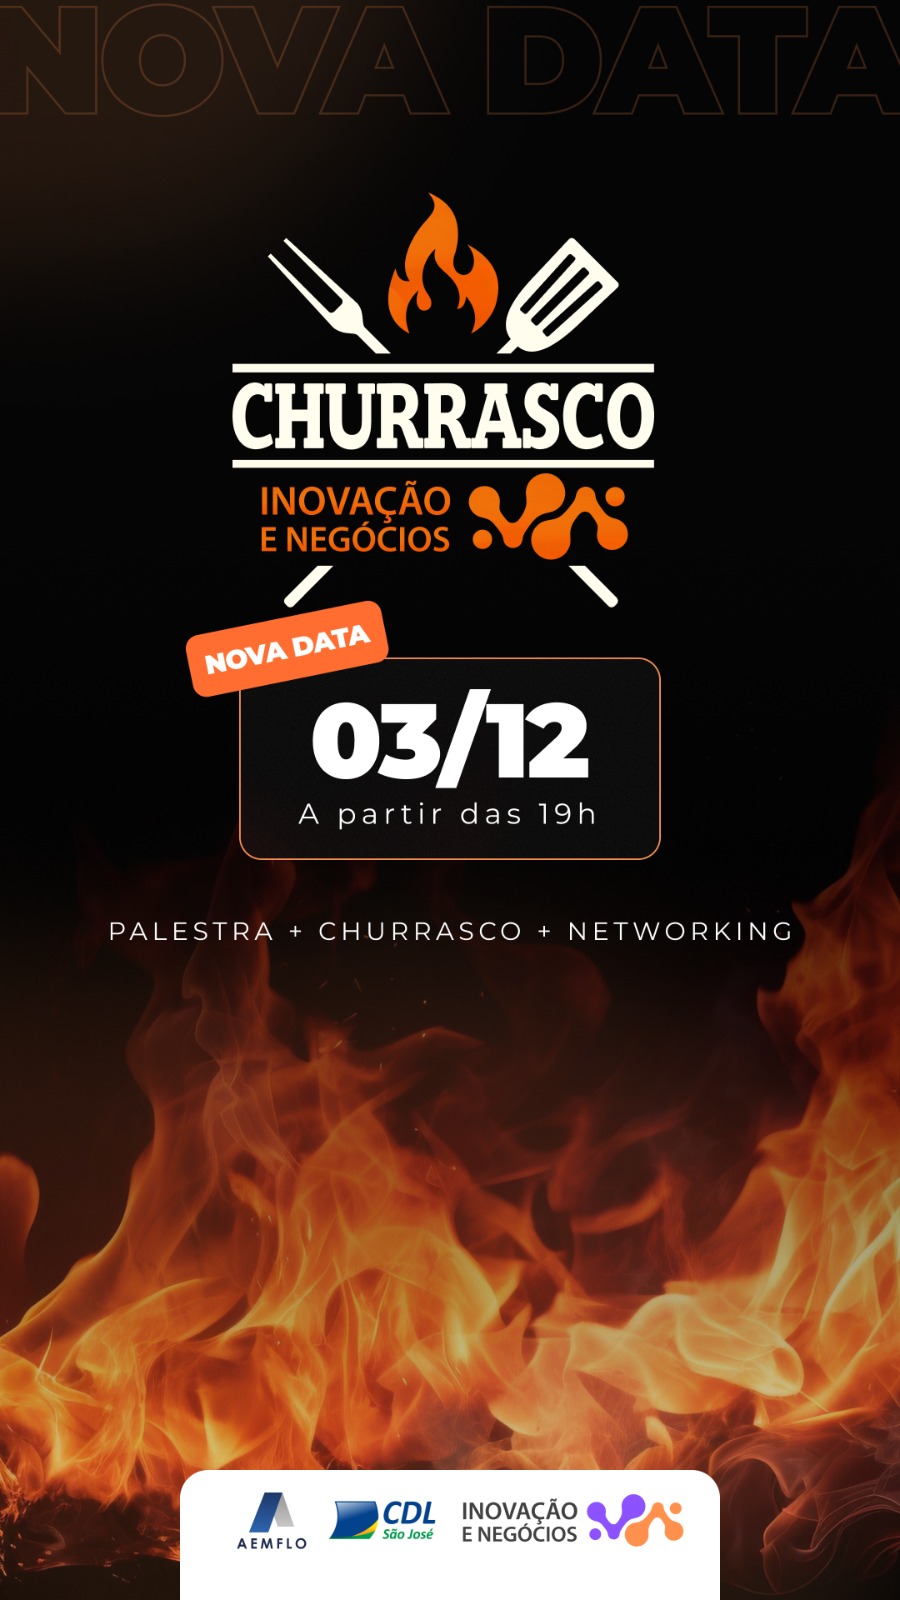 NOVA DATA
CHURRASCO
INOVAÇÃO
E NEGÓCIOS
NOVA DATA
03/12
A partir das 19h
PALESTRA + CHURRASCO + NETWORKING
AEMFLO
CDL
São José
INOVAÇÃO
E NEGÓCIOS